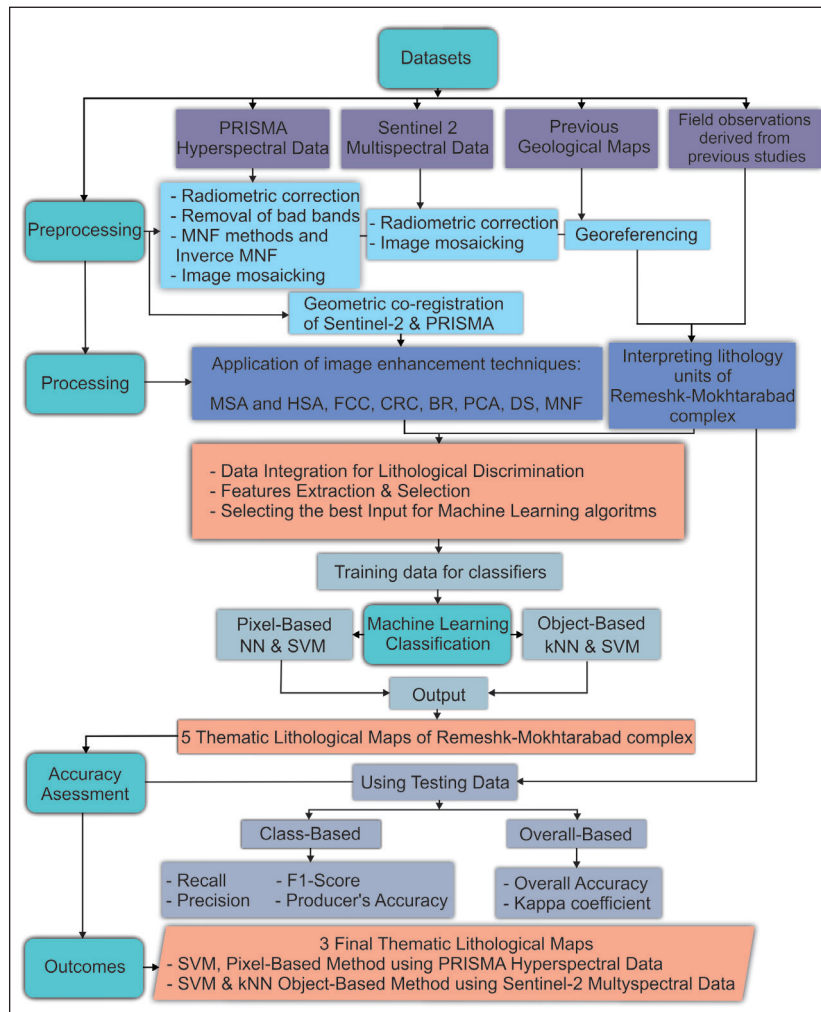 Datasets
PRISMA
Hyperspectral Data
Sentinel 2
Multispectral Data
Previous
Geological Maps
Field observations
derived from
previous studies
Preprocessing
- Radiometric correction
- Removal of bad bands
- MNF methods and
Inverce MNF
- Image mosaicking
- Radiometric correction
- Image mosaicking
Georeferencing
Geometric co-registration
of Sentinel-2 & PRISMA
Processing
Application of image enhancement techniques:
MSA and HSA, FCC, CRC, BR, PCA, DS, MNF
Interpreting lithology
units of
Remeshk-Mokhtarabad
complex
- Data Integration for Lithological Discrimination
- Features Extraction & Selection
- Selecting the best Input for Machine Learning algoritms
Training data for classifiers
Pixel-Based
NN & SVM
Machine Learning
Classification
Object-Based
kNN & SVM
Output
5 Thematic Lithological Maps of Remeshk-Mokhtarabad complex
Accuracy
Asessment
Using Testing Data
Class-Based
Overall-Based
- Recall - F1-Score
- Precision - Producer's Accuracy
- Overall Accuracy
- Kappa coefficient
Outcomes
3 Final Thematic Lithological Maps
- SVM, Pixel-Based Method using PRISMA Hyperspectral Data
- SVM & kNN Object-Based Method using Sentinel-2 Multyspectral Data